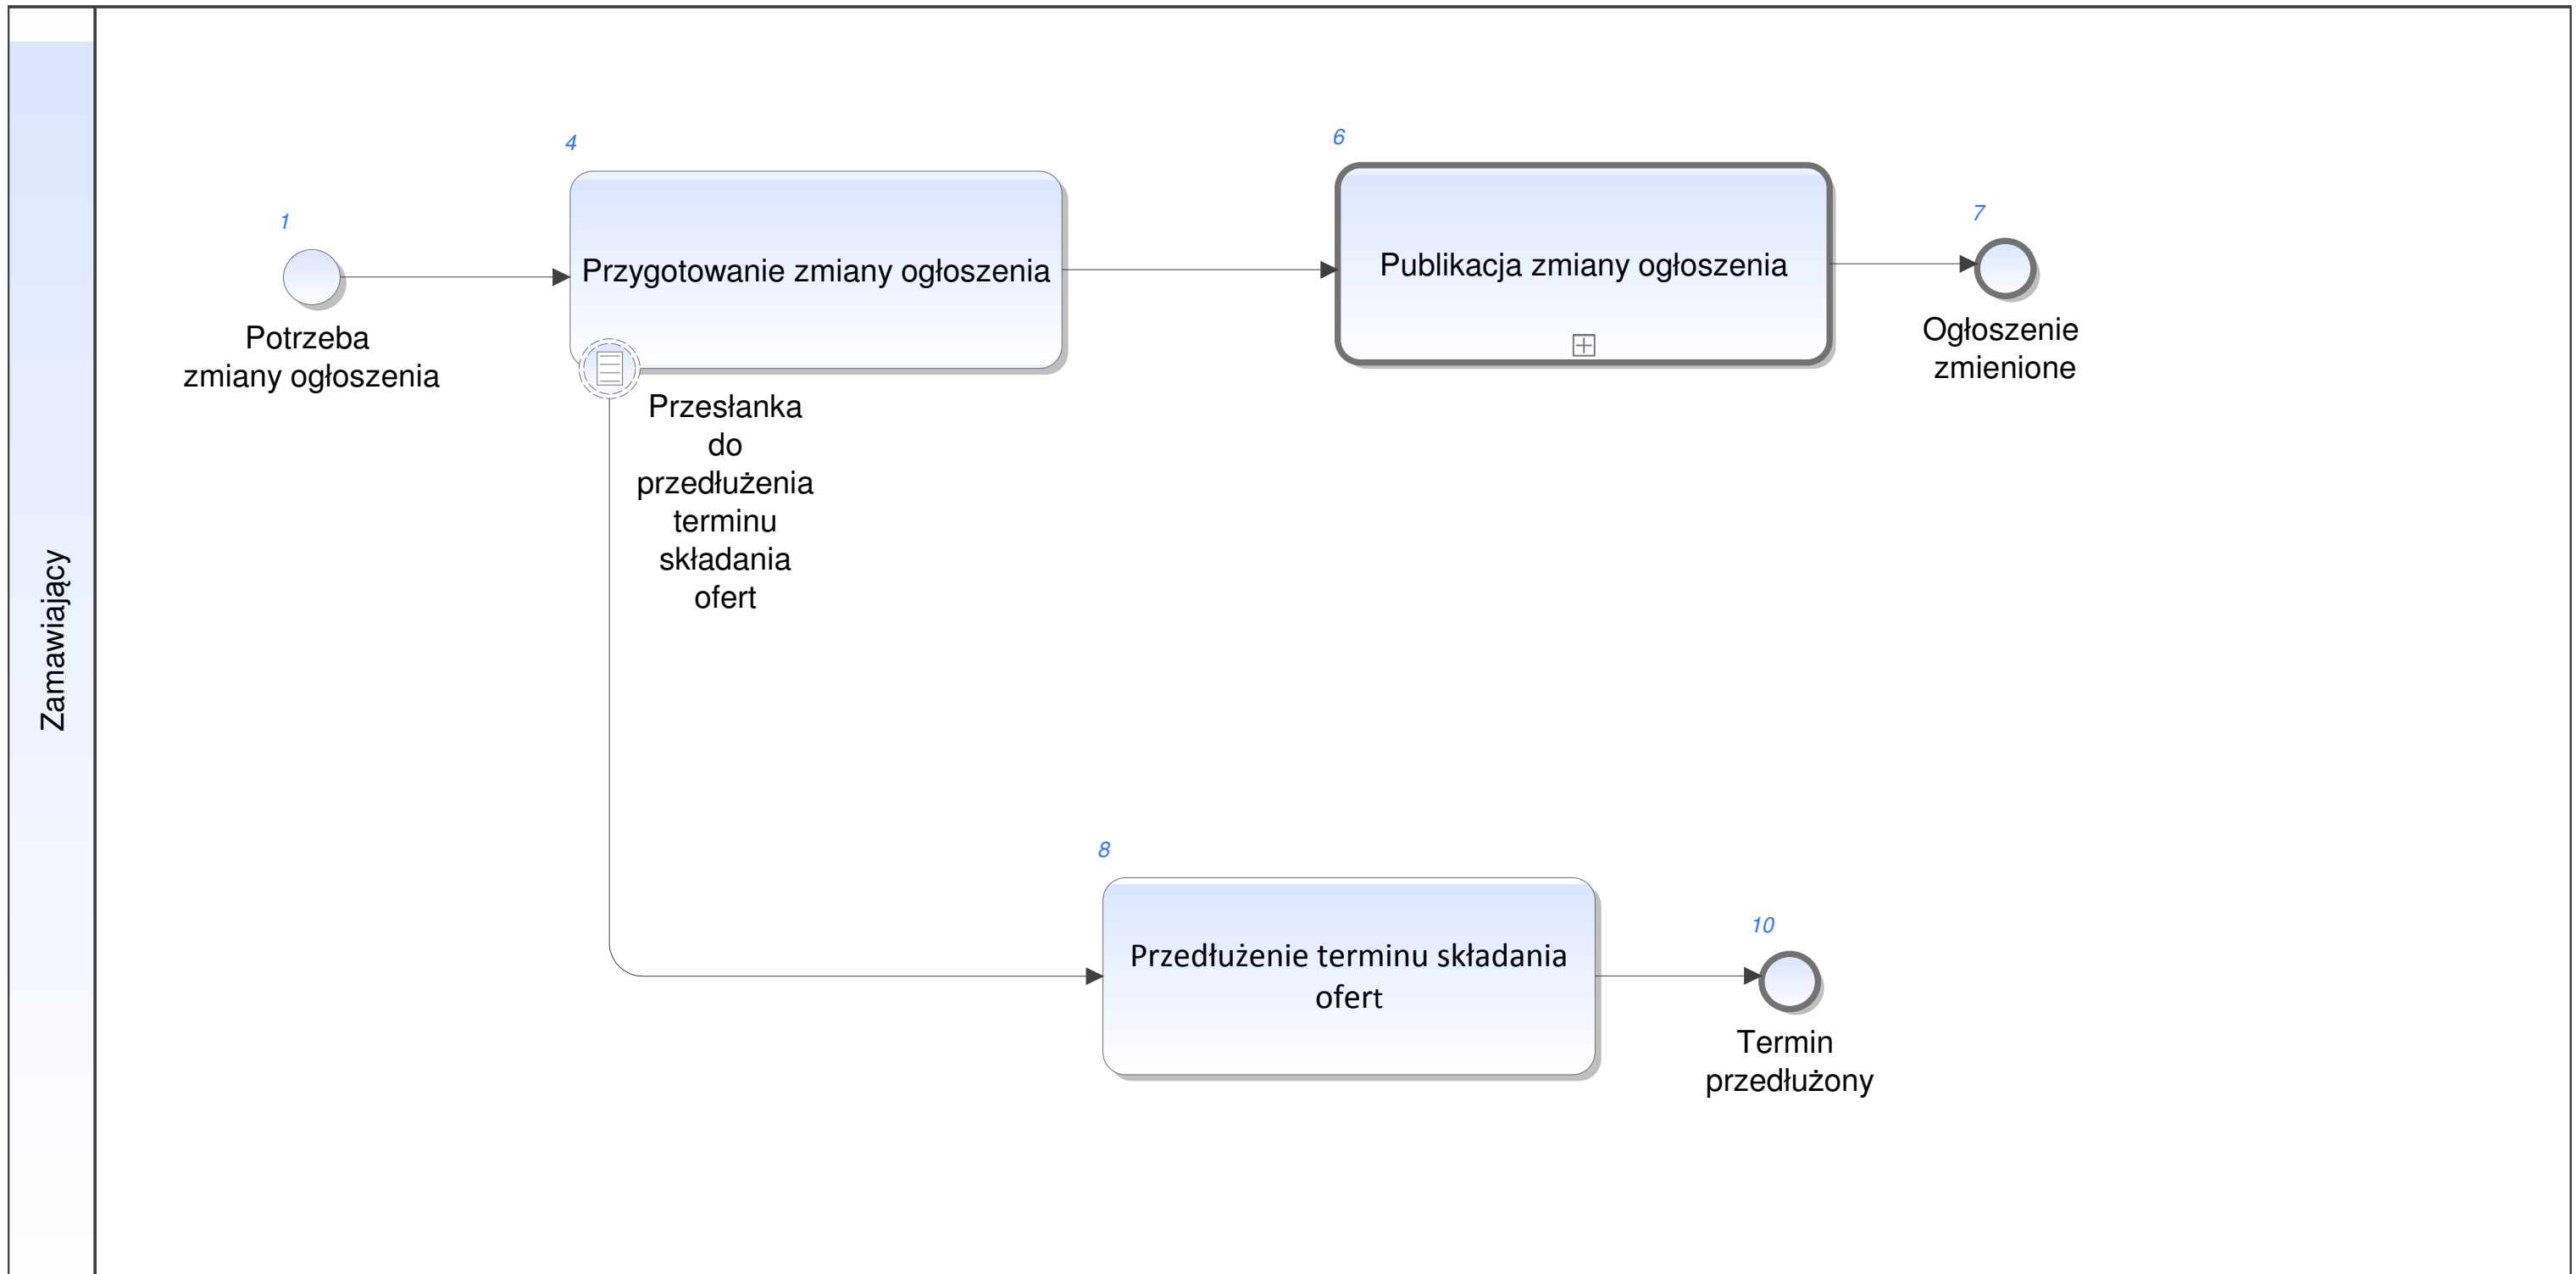 Zamawiający
1
Potrzeba
zmiany ogłoszenia
4
Przygotowanie zmiany ogłoszenia
Przesłanka
do
przedłużenia
terminu
składania
ofert
6
Publikacja zmiany ogłoszenia
7
Ogłoszenie
zmienione
8
Przedłużenie terminu składania
ofert
10
Termin
przedłużony